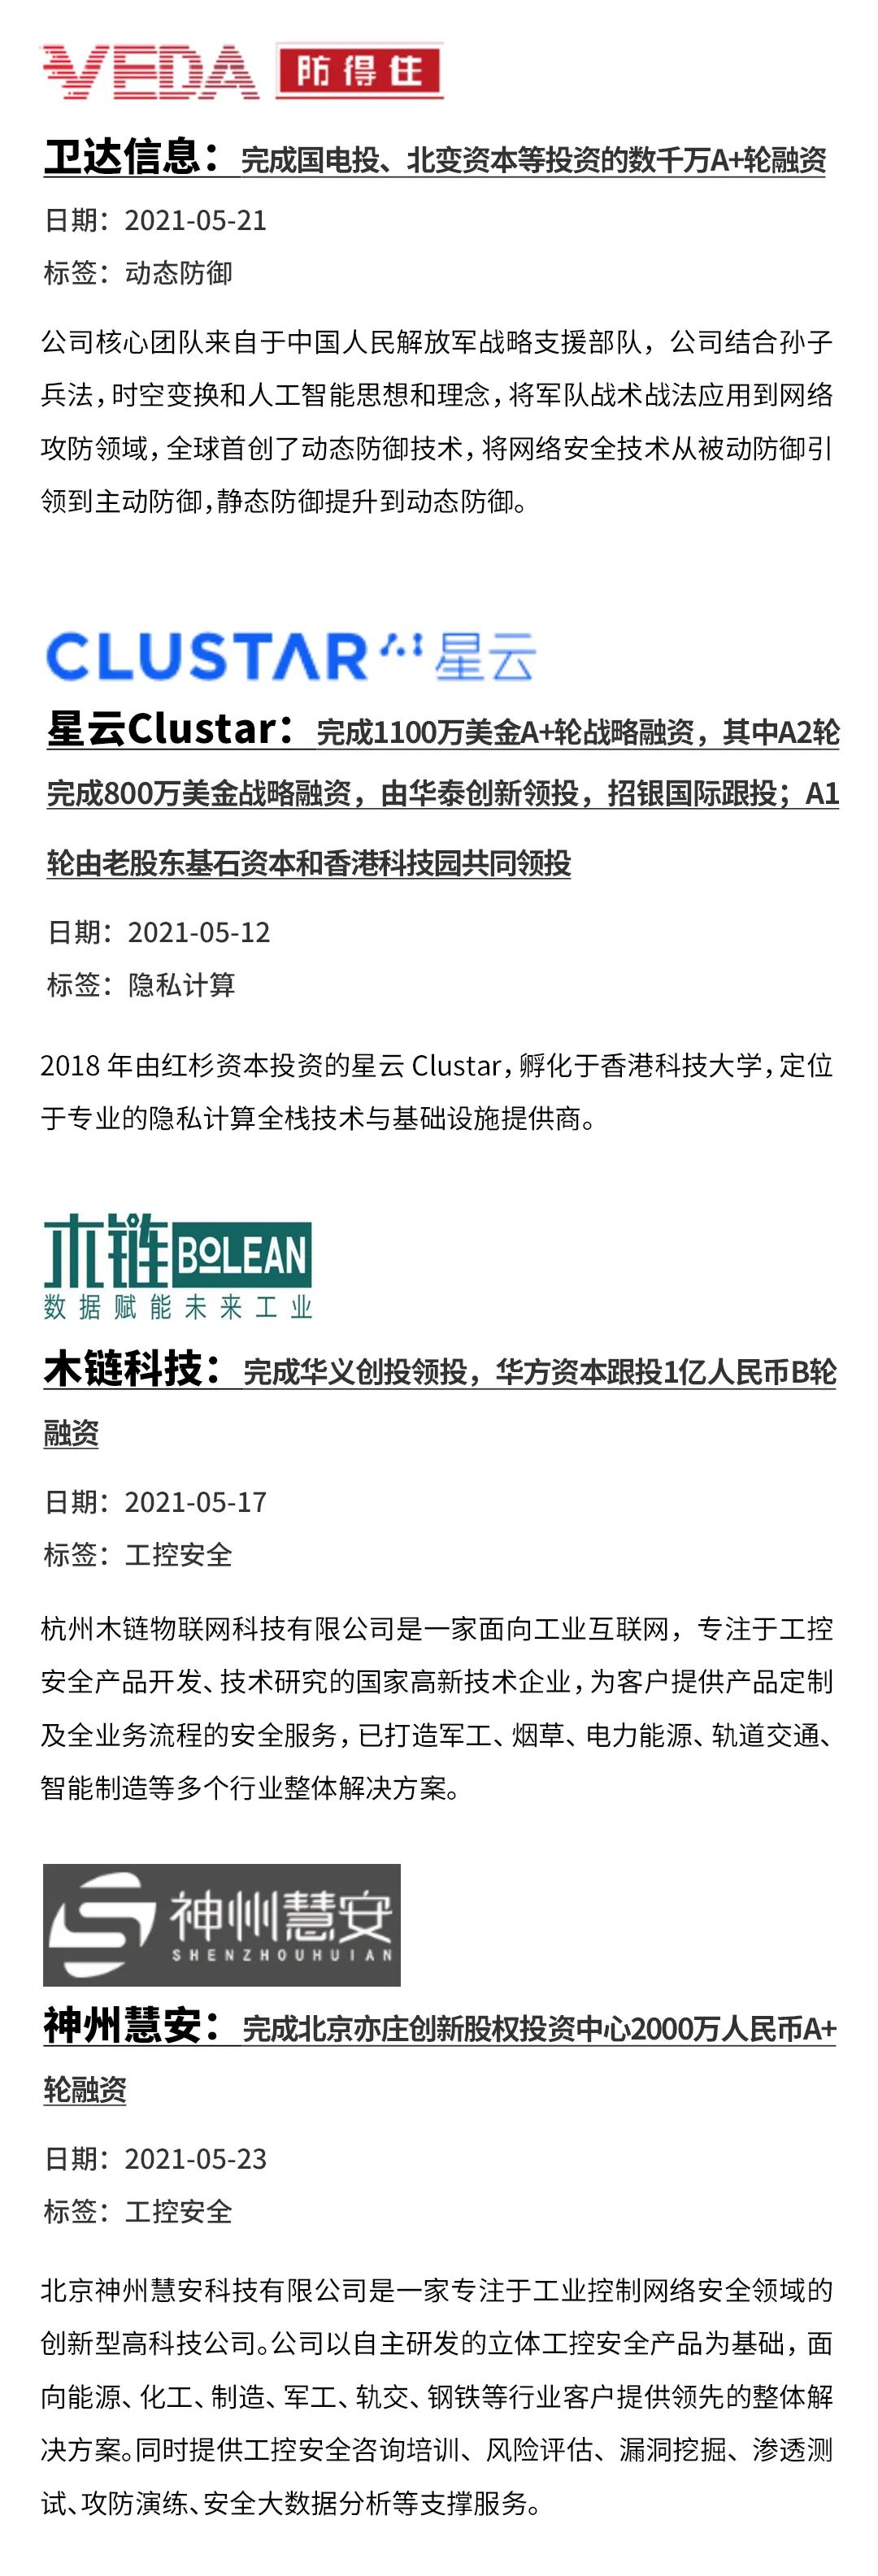 VEDA 防得住
卫达信息：完成国电投、北变资本等投资的数千万A+轮融资
日期：2021-05-21
标签：动态防御
公司核心团队来自于中国人民解放军战略支援部队，公司结合孙子
兵法，时空变换和人工智能思想和理念，将军队战术战法应用到网络
攻防领域，全球首创了动态防御技术，将网络安全技术从被动防御引
领到主动防御，静态防御提升到动态防御。
CLUSTAR 星云
星云Clustar：完成1100万美金A+轮战略融资，其中A2轮
完成800万美金战略融资，由华泰创新领投，招银国际跟投；A1
轮由老股东基石资本和香港科技园共同领投
日期：2021-05-12
标签：隐私计算
2018 年由红杉资本投资的星云 Clustar，孵化于香港科技大学，定位
于专业的隐私计算全栈技术与基础设施提供商。
木链 BOLEAN
数据赋能未来工业
木链科技：完成华义创投领投，华方资本跟投1亿人民币B轮
融资
日期：2021-05-17
标签：工控安全
杭州木链物联网科技有限公司是一家面向工业互联网，专注于工控
安全产品开发、技术研究的国家高新技术企业，为客户提供产品定制
及全业务流程的安全服务，已打造军工、烟草、电力能源、轨道交通、
智能制造等多个行业整体解决方案。
神州慧安
SHENZHOUHUIAN
神州慧安：完成北京亦庄创新股权投资中心2000万人民币A+
轮融资
日期：2021-05-23
标签：工控安全
北京神州慧安科技有限公司是一家专注于工业控制网络安全领域的
创新型高科技公司。公司以自主研发的立体工控安全产品为基础，面
向能源、化工、制造、军工、轨交、钢铁等行业客户提供领先的整体解
决方案。同时提供工控安全咨询培训、风险评估、漏洞挖掘、渗透测
试、攻防演练、安全大数据分析等支撑服务。